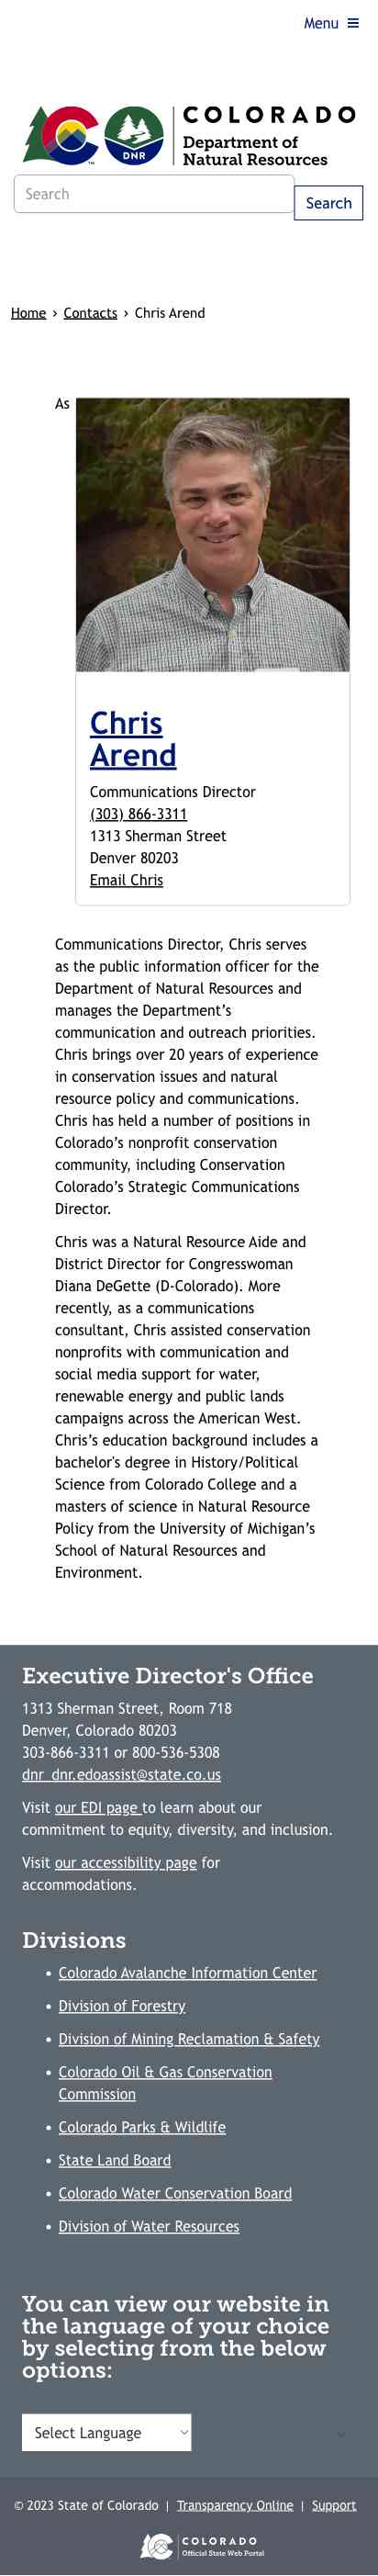 Menu
COLORADO
Department of
Natural Resources
DNR
TM
Search
Search
Home › Contacts › Chris Arend
As
Chris
Arend
Communications Director
(303) 866-3311
1313 Sherman Street
Denver 80203
Email Chris
Communications Director, Chris serves
as the public information officer for the
Department of Natural Resources and
manages the Department’s
communication and outreach priorities.
Chris brings over 20 years of experience
in conservation issues and natural
resource policy and communications.
Chris has held a number of positions in
Colorado’s nonprofit conservation
community, including Conservation
Colorado’s Strategic Communications
Director.
Chris was a Natural Resource Aide and
District Director for Congresswoman
Diana DeGette (D-Colorado). More
recently, as a communications
consultant, Chris assisted conservation
nonprofits with communication and
social media support for water,
renewable energy and public lands
campaigns across the American West.
Chris’s education background includes a
bachelor's degree in History/Political
Science from Colorado College and a
masters of science in Natural Resource
Policy from the University of Michigan’s
School of Natural Resources and
Environment.
Executive Director's Office
1313 Sherman Street, Room 718
Denver, Colorado 80203
303-866-3311 or 800-536-5308
dnr_dnr.edoassist@state.co.us
Visit our EDI page to learn about our
commitment to equity, diversity, and inclusion.
Visit our accessibility page for
accommodations.
Divisions
• Colorado Avalanche Information Center
• Division of Forestry
• Division of Mining Reclamation & Safety
• Colorado Oil & Gas Conservation
Commission
• Colorado Parks & Wildlife
• State Land Board
• Colorado Water Conservation Board
• Division of Water Resources
You can view our website in
the language of your choice
by selecting from the below
options:
Select Language
© 2023 State of Colorado | Transparency Online | Support
COLORADO
Official State Web Portal